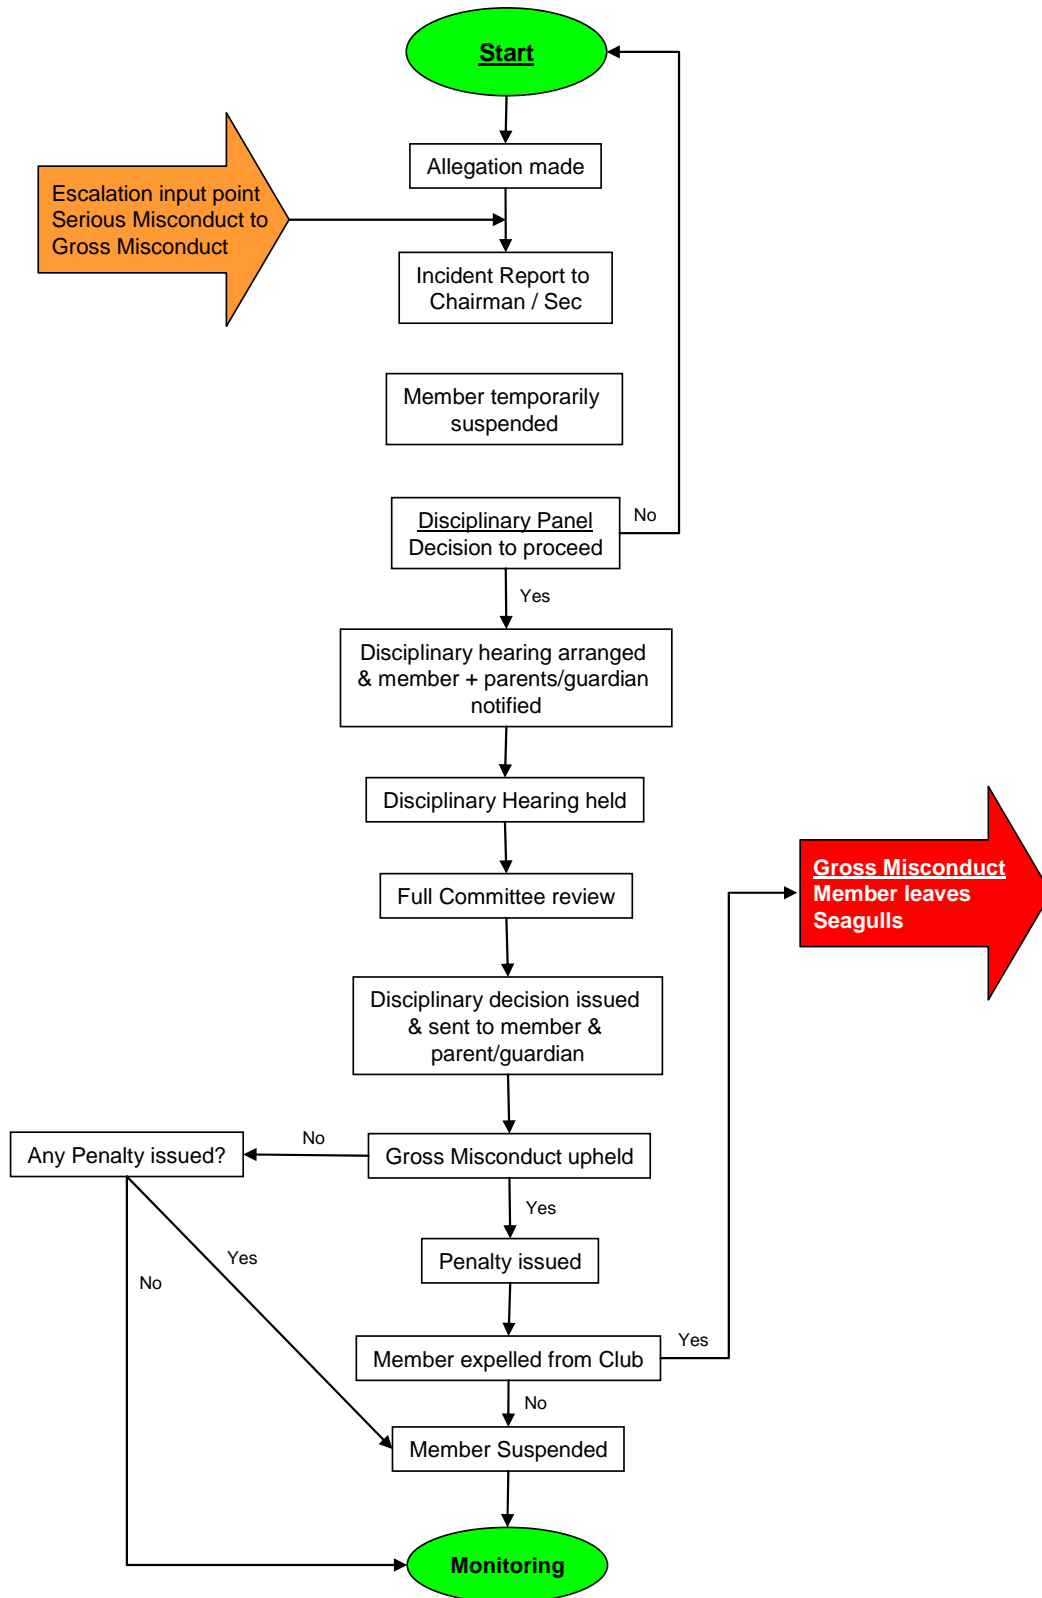 Start
Allegation made
Escalation input point
Serious Misconduct to
Gross Misconduct
Incident Report to
Chairman / Sec
Member temporarily
suspended
Disciplinary Panel
Decision to proceed
No
Yes
Disciplinary hearing arranged
& member + parents/guardian
notified
Disciplinary Hearing held
Gross Misconduct
Member leaves
Seagulls
Full Committee review
Disciplinary decision issued
& sent to member &
parent/guardian
Any Penalty issued?
No
Gross Misconduct upheld
Yes
Penalty issued
Yes
No
Member expelled from Club
Yes
No
Member Suspended
Monitoring